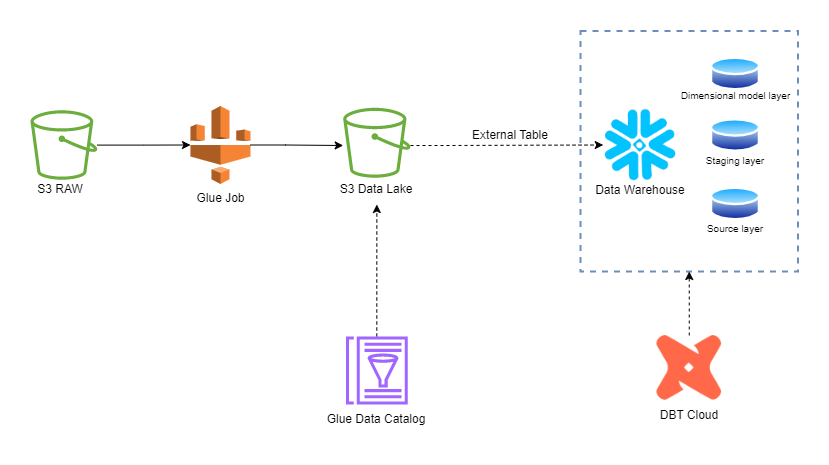 Dimensional model layer
External Table
Staging layer
S3 RAW
Glue Job
S3 Data Lake
Data Warehouse
Source layer
Glue Data Catalog
DBT Cloud